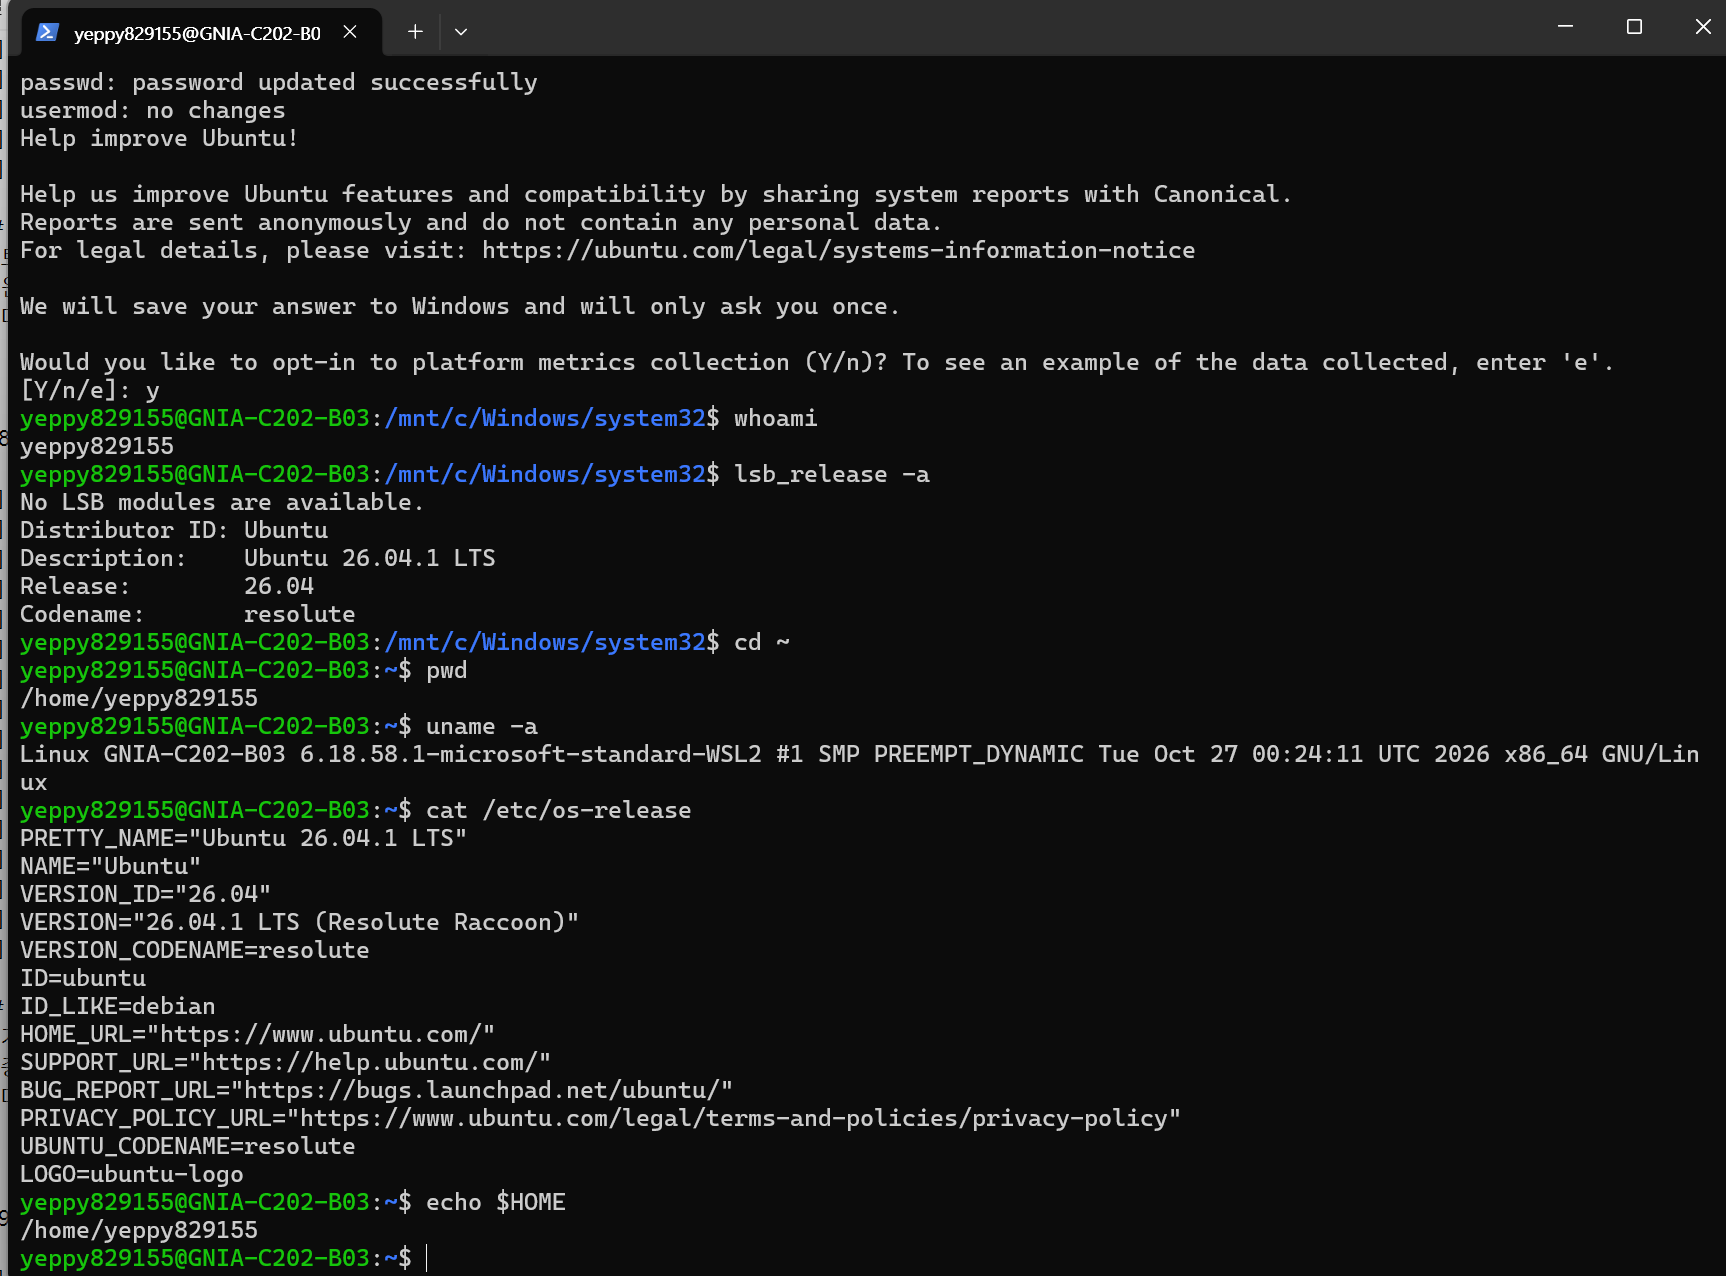 yeppy829155@GNIA-C202-B0
passwd: password updated successfully
usermod: no changes
Help improve Ubuntu!
Help us improve Ubuntu features and compatibility by sharing system reports with Canonical.
Reports are sent anonymously and do not contain any personal data.
For legal details, please visit: https://ubuntu.com/legal/systems-information-notice
We will save your answer to Windows and will only ask you once.
Would you like to opt-in to platform metrics collection (Y/n)? To see an example of the data collected, enter 'e'.
[Y/n/e]: y
yeppy829155@GNIA-C202-B03:/mnt/c/Windows/system32$ whoami
yeppy829155
yeppy829155@GNIA-C202-B03:/mnt/c/Windows/system32$ lsb_release -a
No LSB modules are available.
Distributor ID: Ubuntu
Description:    Ubuntu 26.04.1 LTS
Release:        26.04
Codename:       resolute
yeppy829155@GNIA-C202-B03:/mnt/c/Windows/system32$ cd ~
yeppy829155@GNIA-C202-B03:~$ pwd
/home/yeppy829155
yeppy829155@GNIA-C202-B03:~$ uname -a
Linux GNIA-C202-B03 6.18.58.1-microsoft-standard-WSL2 #1 SMP PREEMPT_DYNAMIC Tue Oct 27 00:24:11 UTC 2026 x86_64 GNU/Lin
ux
yeppy829155@GNIA-C202-B03:~$ cat /etc/os-release
PRETTY_NAME="Ubuntu 26.04.1 LTS"
NAME="Ubuntu"
VERSION_ID="26.04"
VERSION="26.04.1 LTS (Resolute Raccoon)"
VERSION_CODENAME=resolute
ID=ubuntu
ID_LIKE=debian
HOME_URL="https://www.ubuntu.com/"
SUPPORT_URL="https://help.ubuntu.com/"
BUG_REPORT_URL="https://bugs.launchpad.net/ubuntu/"
PRIVACY_POLICY_URL="https://www.ubuntu.com/legal/terms-and-policies/privacy-policy"
UBUNTU_CODENAME=resolute
LOGO=ubuntu-logo
yeppy829155@GNIA-C202-B03:~$ echo $HOME
/home/yeppy829155
yeppy829155@GNIA-C202-B03:~$